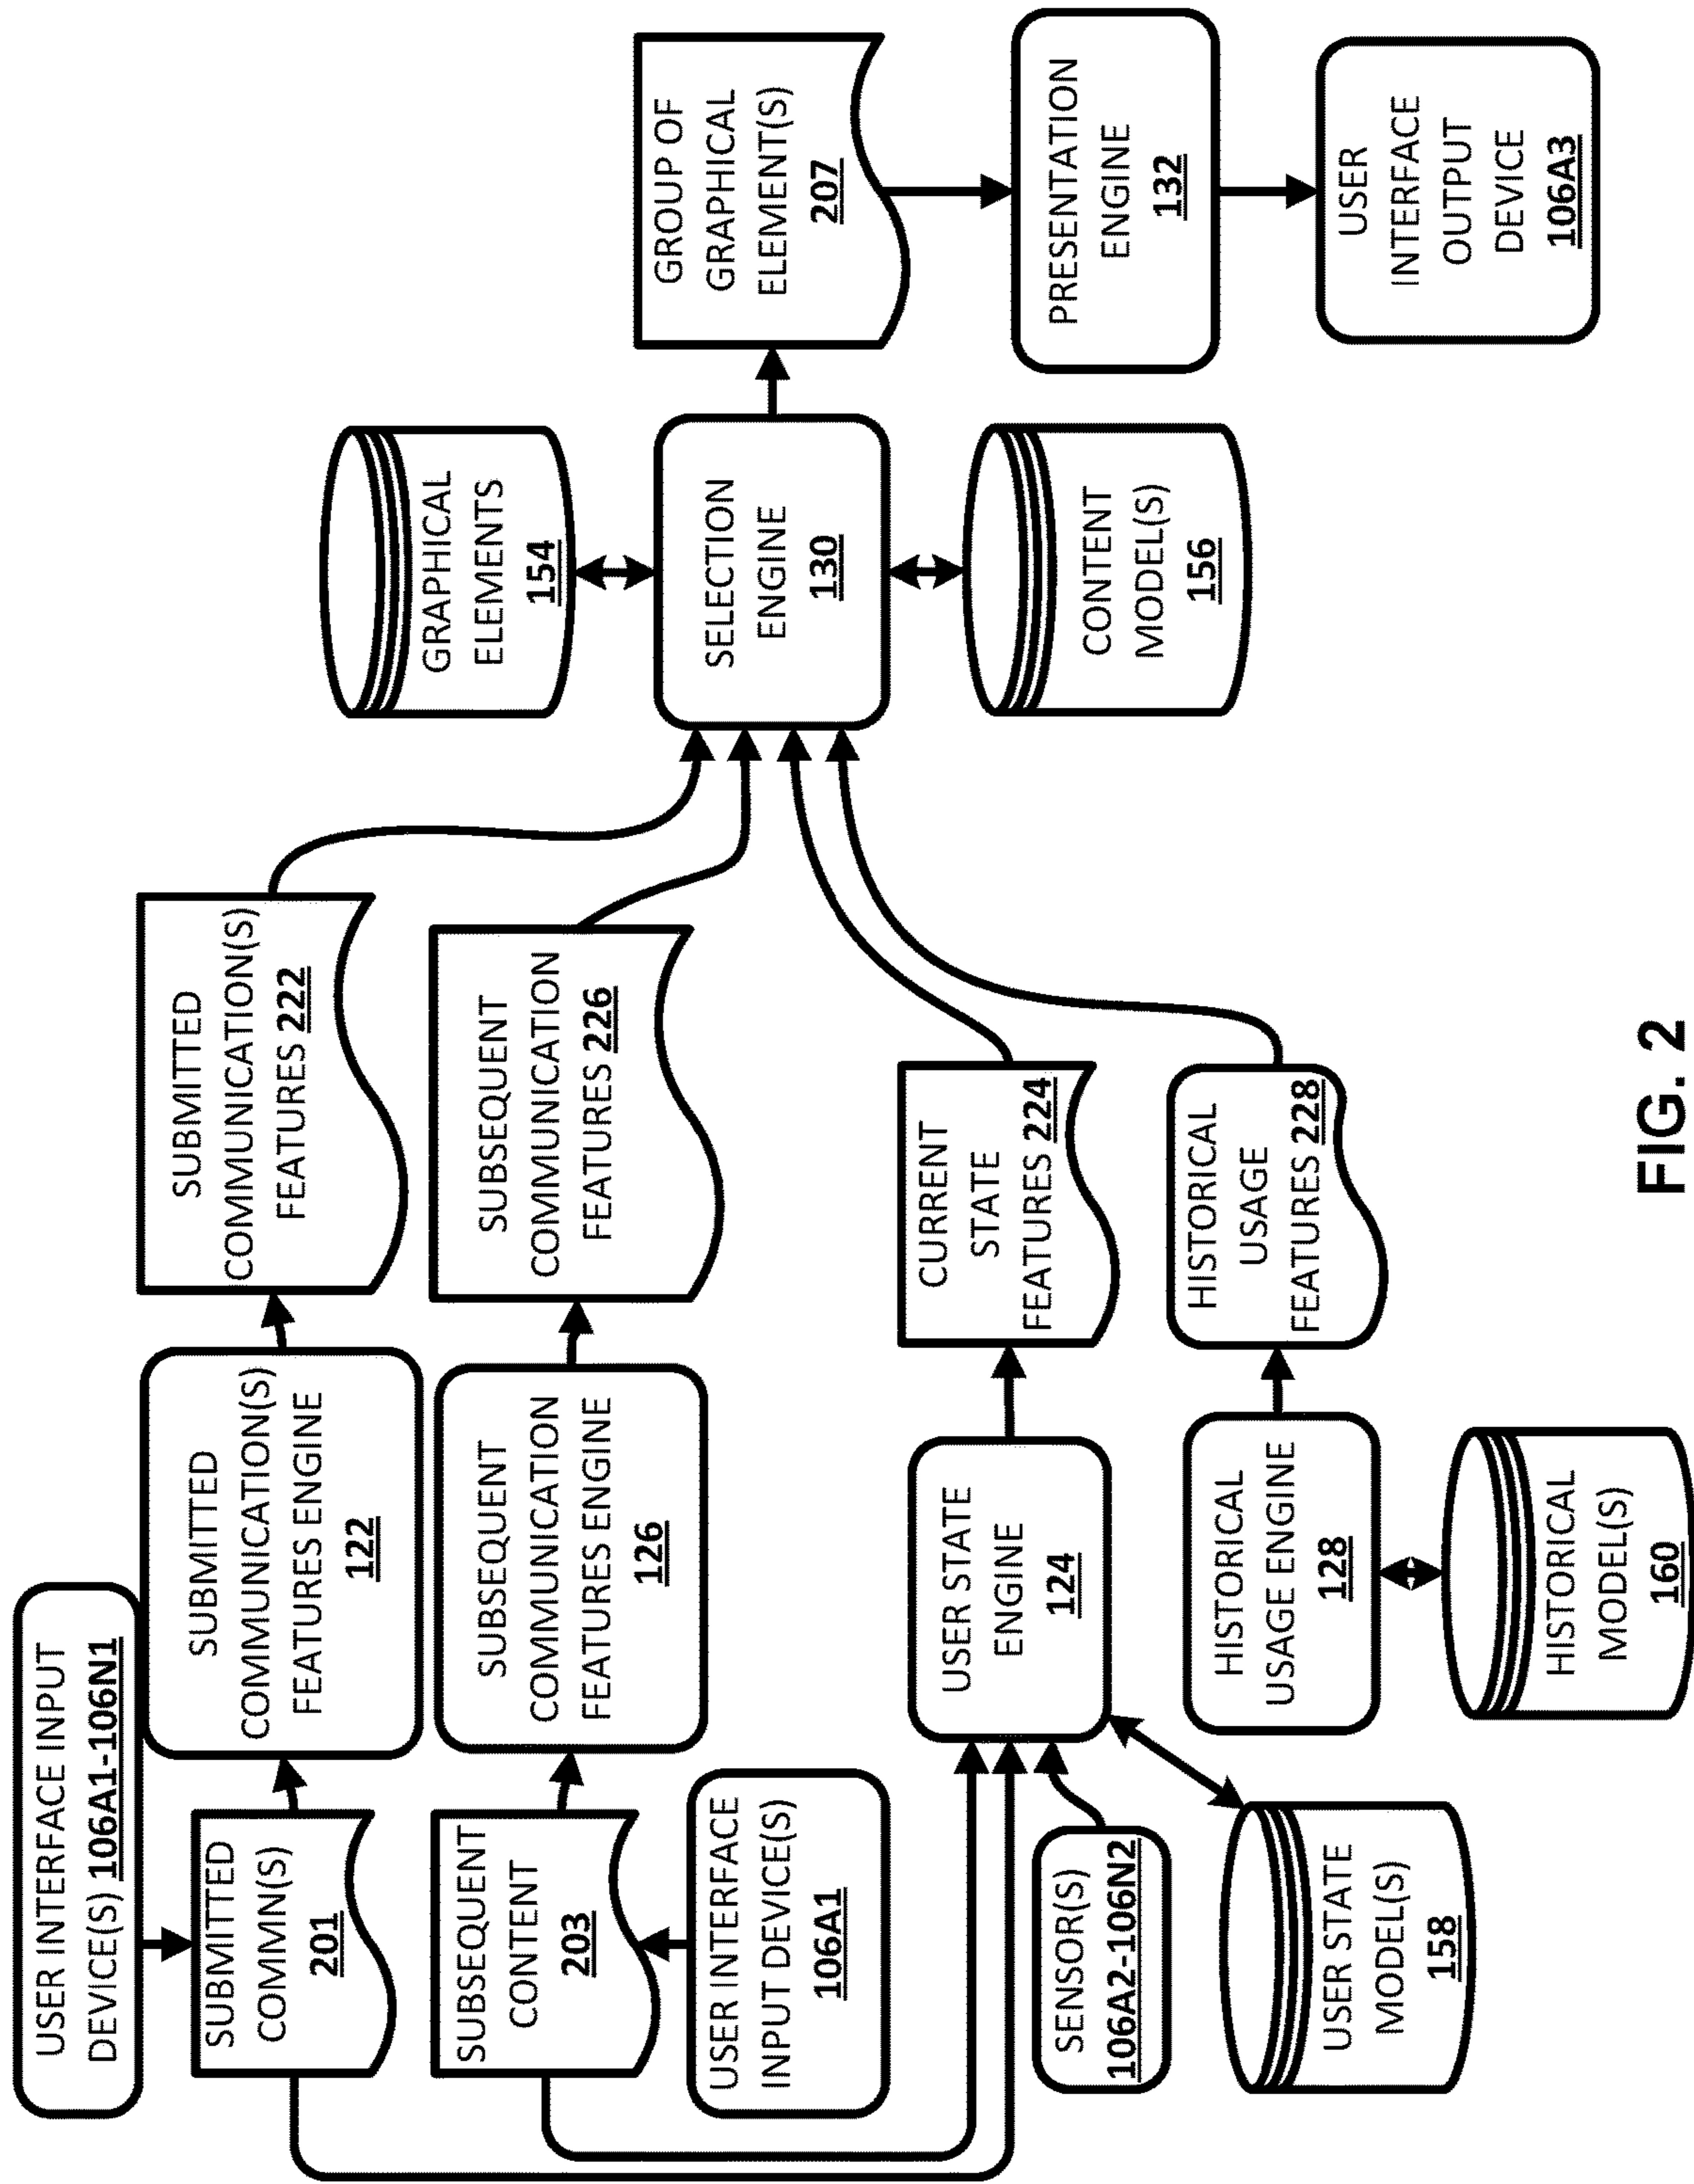 USER INTERFACE INPUT
DEVICE(S) 106A1-106N1
SUBMITTED
COMMN(S)
201
SUBMITTED
COMMUNICATION(S)
FEATURES ENGINE
122
SUBMITTED
COMMUNICATION(S)
FEATURES 222
SUBSEQUENT
CONTENT
203
SUBSEQUENT
COMMUNICATION
FEATURES ENGINE
126
SUBSEQUENT
COMMUNICATION
FEATURES 226
USER INTERFACE
INPUT DEVICE(S)
106A1
SENSOR(S)
106A2-106N2
USER STATE
MODEL(S)
158
USER STATE
ENGINE
124
CURRENT
STATE
FEATURES 224
HISTORICAL
USAGE ENGINE
128
HISTORICAL
USAGE
FEATURES 228
HISTORICAL
MODEL(S)
160
GRAPHICAL
ELEMENTS
154
SELECTION
ENGINE
130
CONTENT
MODEL(S)
156
GROUP OF
GRAPHICAL
ELEMENT(S)
207
PRESENTATION
ENGINE
132
USER
INTERFACE
OUTPUT
DEVICE
106A3
FIG. 2